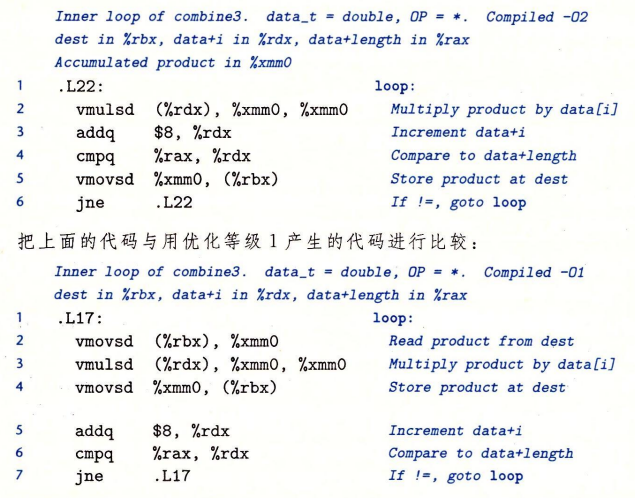 Inner loop of combine3. data_t = double, OP = *. Compiled -O2
dest in %rbx, data+i in %rdx, data+length in %rax
Accumulated product in %xmm0
1 .L22: loop:
2 vmulsd (%rdx), %xmm0, %xmm0 Multiply product by data[i]
3 addq $8, %rdx Increment data+i
4 cmpq %rax, %rdx Compare to data+length
5 vmovsd %xmm0, (%rbx) Store product at dest
6 jne .L22 If !=, goto loop
把上面的代码与用优化等级 1 产生的代码进行比较：
Inner loop of combine3. data_t = double, OP = *. Compiled -O1
dest in %rbx, data+i in %rdx, data+length in %rax
1 .L17: loop:
2 vmovsd (%rbx), %xmm0 Read product from dest
3 vmulsd (%rdx), %xmm0, %xmm0 Multiply product by data[i]
4 vmovsd %xmm0, (%rbx) Store product at dest
5 addq $8, %rdx Increment data+i
6 cmpq %rax, %rdx Compare to data+length
7 jne .L17 If !=, goto loop